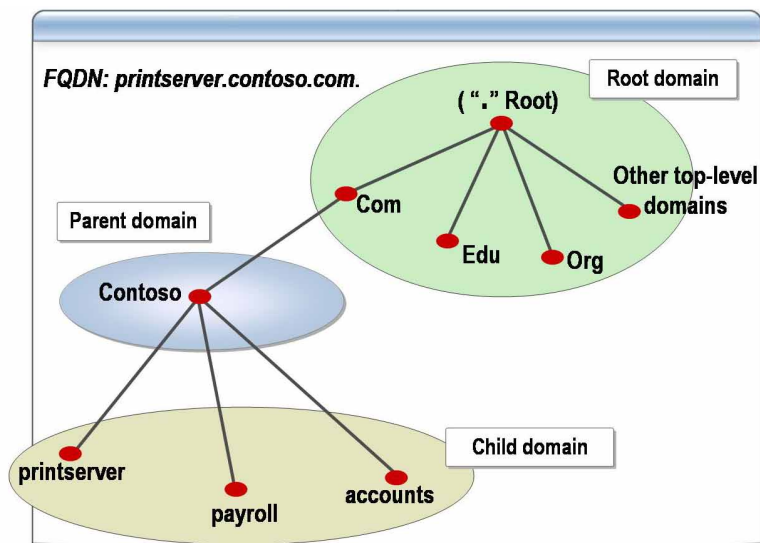 FQDN: printserver.contoso.com.
Root domain
( “.” Root)
Com
Edu
Org
Other top-level
domains
Parent domain
Contoso
Child domain
printserver
payroll
accounts